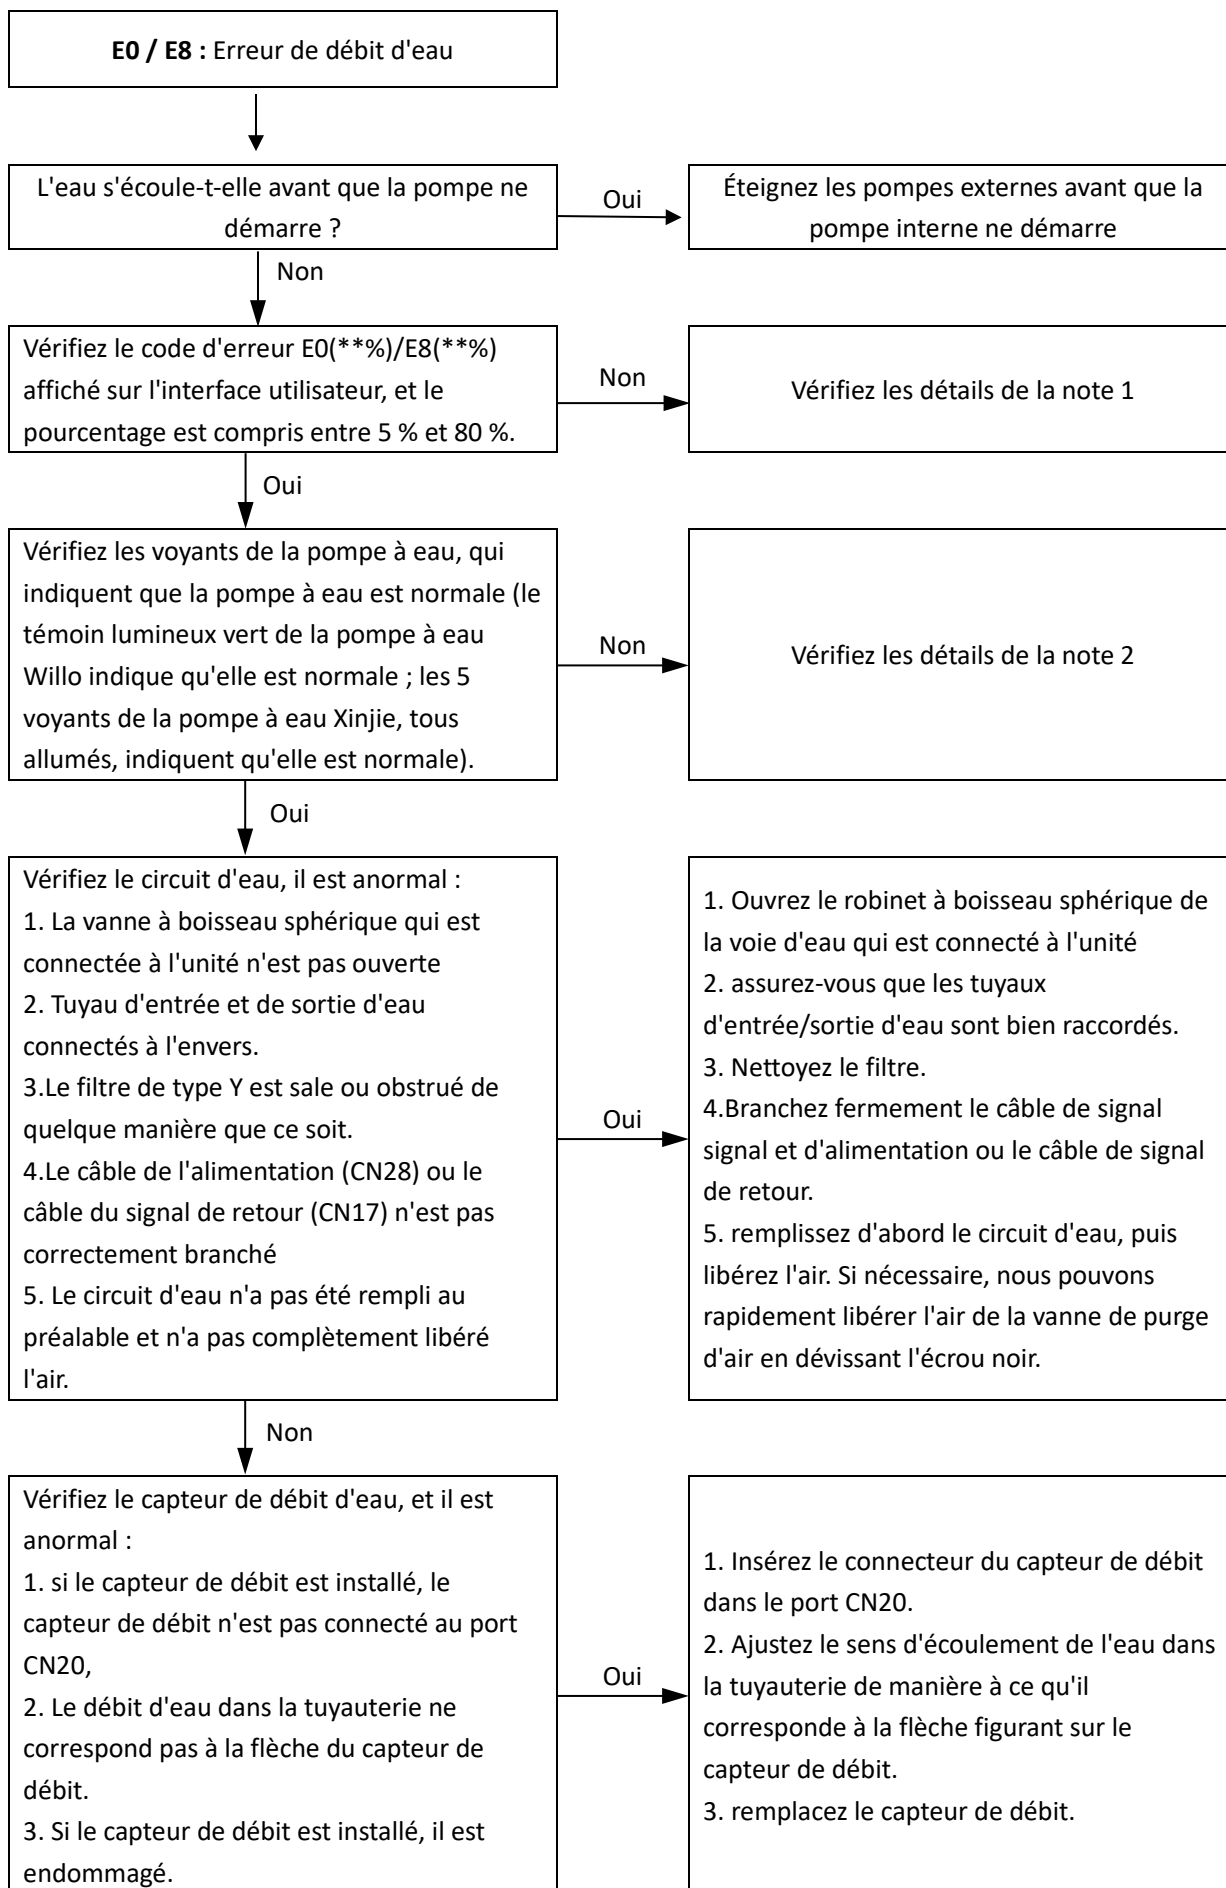 E0 / E8 : Erreur de débit d'eau
L'eau s'écoule-t-elle avant que la pompe ne
démarre ?
Oui
Éteignez les pompes externes avant que la
pompe interne ne démarre
Non
Vérifiez le code d'erreur E0(**%)/E8(**%)
affiché sur l'interface utilisateur, et le
pourcentage est compris entre 5 % et 80 %.
Non
Vérifiez les détails de la note 1
Oui
Vérifiez les voyants de la pompe à eau, qui
indiquent que la pompe à eau est normale (le
témoin lumineux vert de la pompe à eau
Willo indique qu'elle est normale ; les 5
voyants de la pompe à eau Xinjie, tous
allumés, indiquent qu'elle est normale).
Non
Vérifiez les détails de la note 2
Oui
Vérifiez le circuit d'eau, il est anormal :
1. La vanne à boisseau sphérique qui est
connectée à l'unité n'est pas ouverte
2. Tuyau d'entrée et de sortie d'eau
connectés à l'envers.
3.Le filtre de type Y est sale ou obstrué de
quelque manière que ce soit.
4.Le câble de l'alimentation (CN28) ou le
câble du signal de retour (CN17) n'est pas
correctement branché
5. Le circuit d'eau n'a pas été rempli au
préalable et n'a pas complètement libéré
l'air.
Oui
1. Ouvrez le robinet à boisseau sphérique de
la voie d'eau qui est connecté à l'unité
2. assurez-vous que les tuyaux
d'entrée/sortie d'eau sont bien raccordés.
3. Nettoyez le filtre.
4.Branchez fermement le câble de signal
signal et d'alimentation ou le câble de signal
de retour.
5. remplissez d'abord le circuit d'eau, puis
libérez l'air. Si nécessaire, nous pouvons
rapidement libérer l'air de la vanne de purge
d'air en dévissant l'écrou noir.
Non
Vérifiez le capteur de débit d'eau, et il est
anormal :
1. si le capteur de débit est installé, le
capteur de débit n'est pas connecté au port
CN20,
2. Le débit d'eau dans la tuyauterie ne
correspond pas à la flèche du capteur de
débit.
3. Si le capteur de débit est installé, il est
endommagé.
Oui
1. Insérez le connecteur du capteur de débit
dans le port CN20.
2. Ajustez le sens d'écoulement de l'eau dans
la tuyauterie de manière à ce qu'il
corresponde à la flèche figurant sur le
capteur de débit.
3. remplacez le capteur de débit.